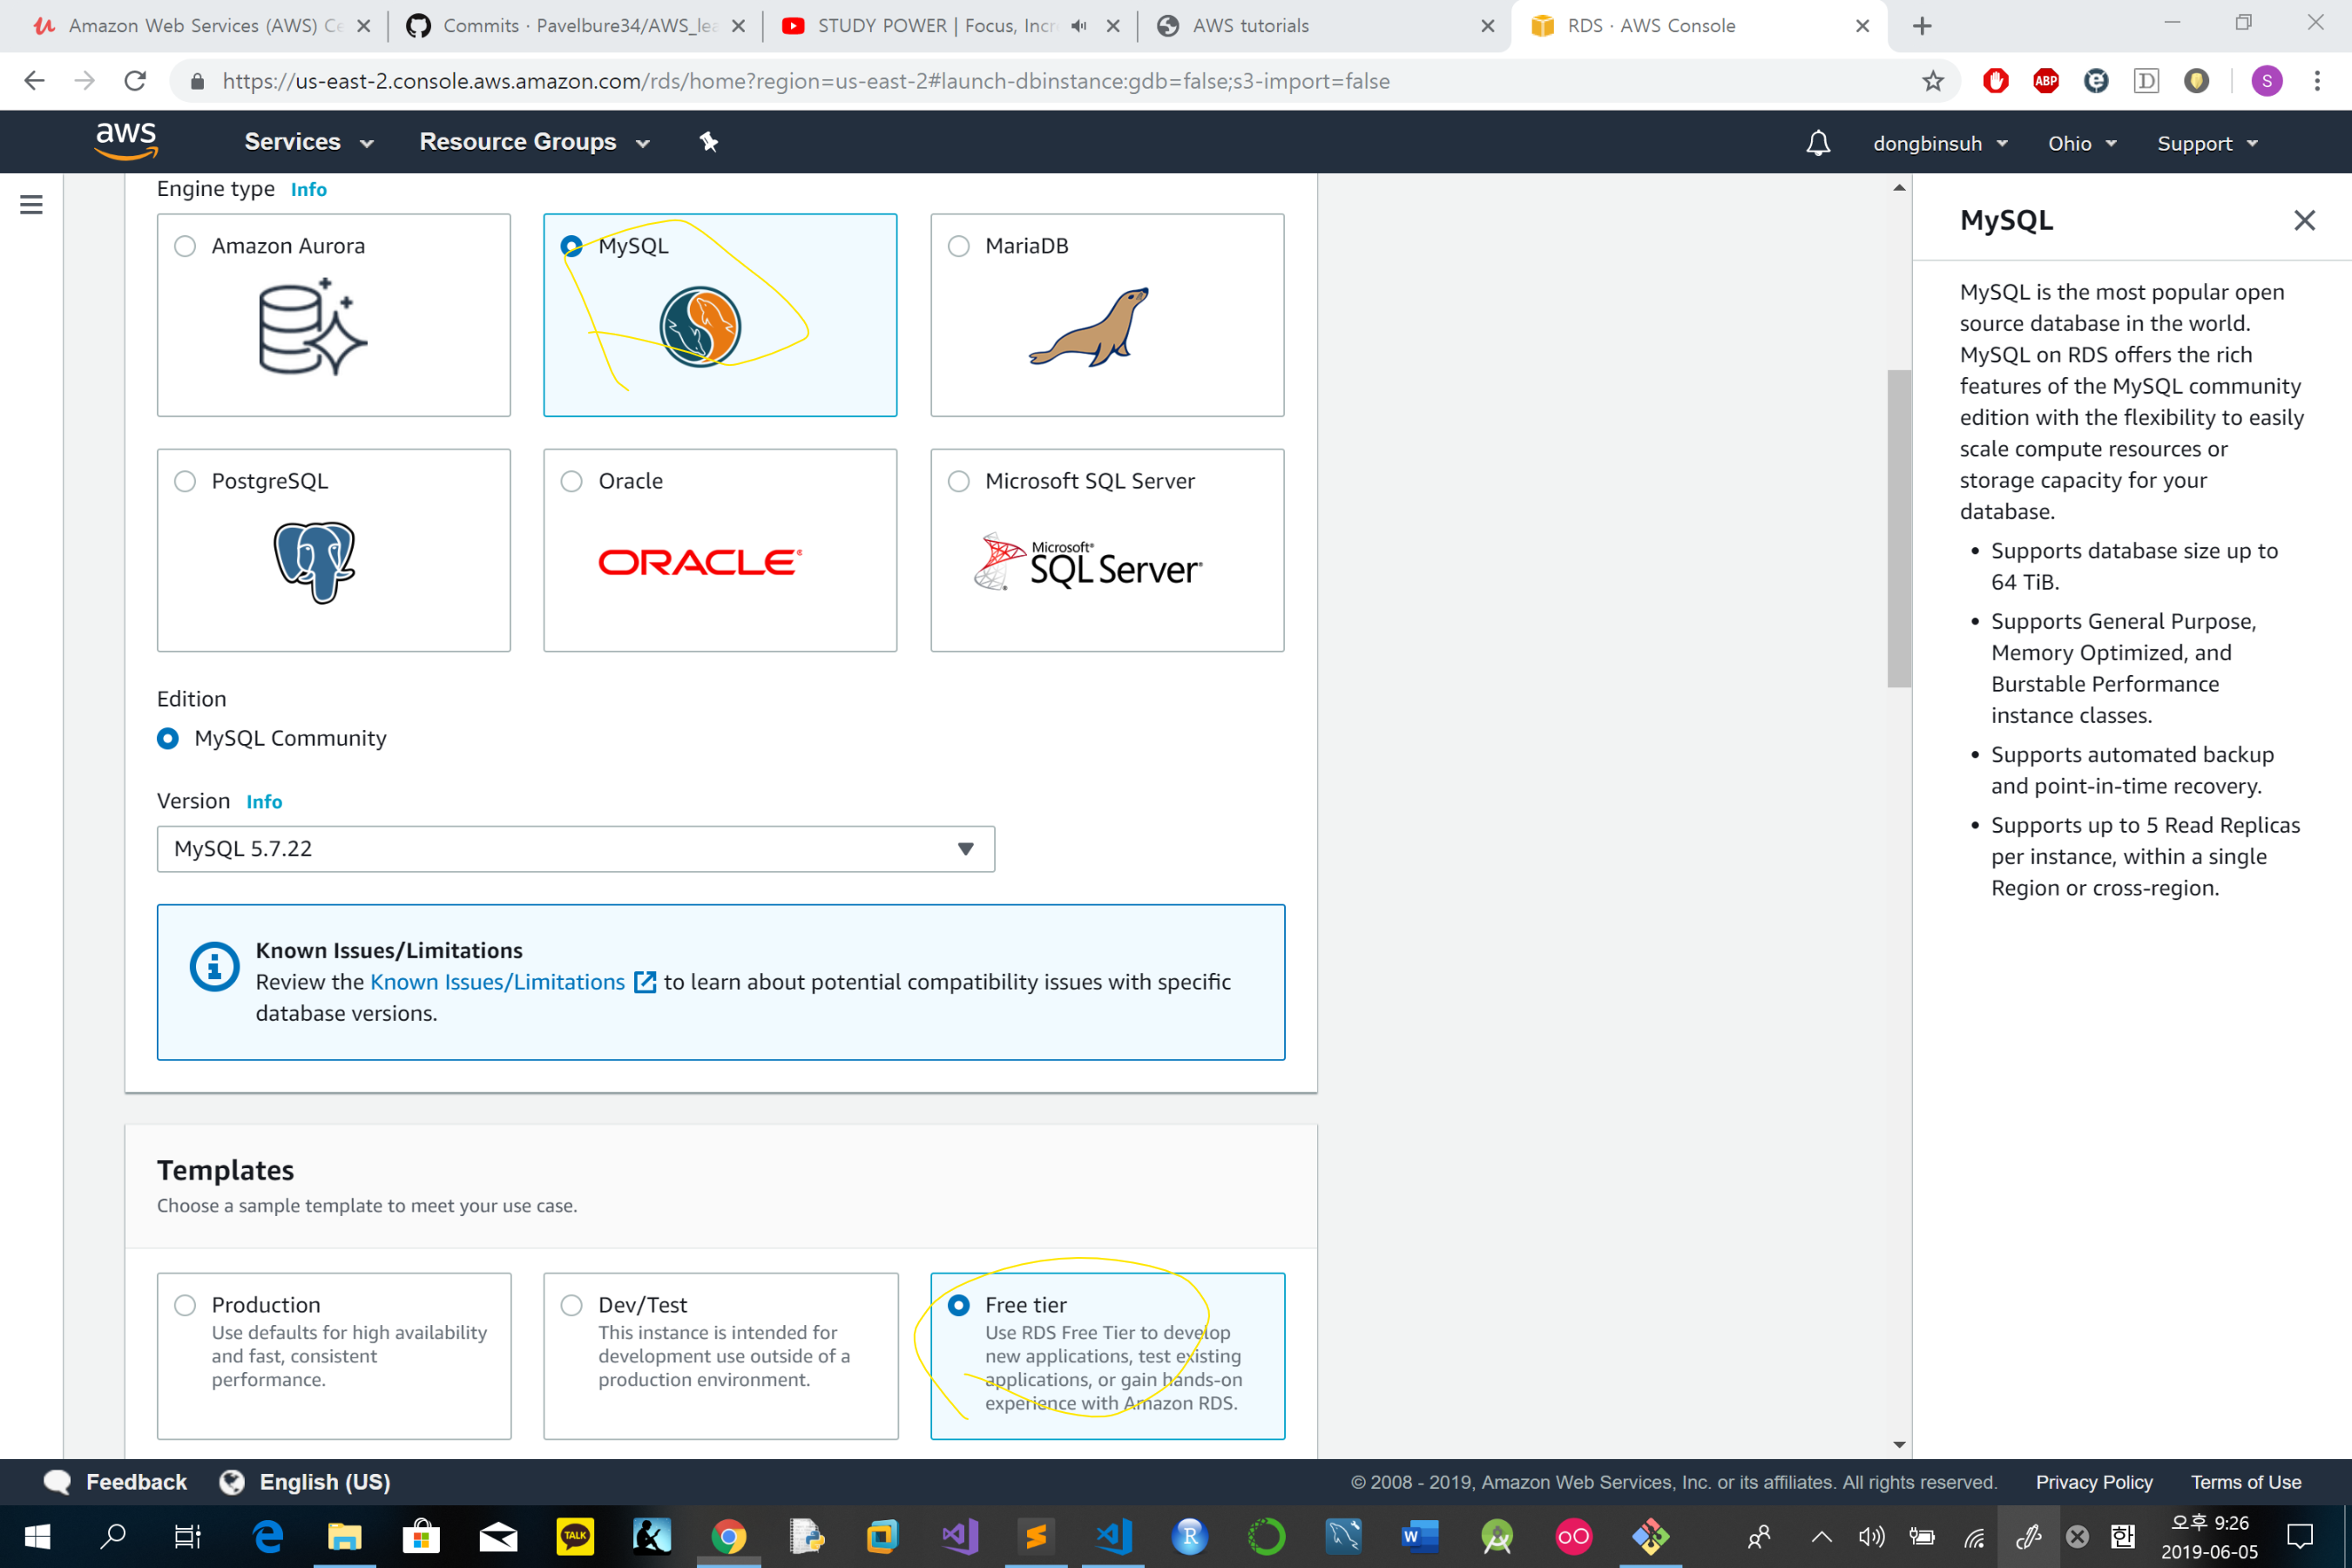 Amazon Web Services (AWS) Ce
Commits · Pavelbure34/AWS_lea
STUDY POWER | Focus, Incr
AWS tutorials
RDS · AWS Console
https://us-east-2.console.aws.amazon.com/rds/home?region=us-east-2#launch-dbinstance:gdb=false;s3-import=false
ABP
D
S
aws
Services
Resource Groups
dongbinsuh
Ohio
Support
Engine type Info
Amazon Aurora
MySQL
MariaDB
PostgreSQL
Oracle
Microsoft SQL Server
ORACLE
Microsoft
SQL Server
Edition
MySQL Community
Version Info
MySQL 5.7.22
Known Issues/Limitations
Review the Known Issues/Limitations to learn about potential compatibility issues with specific
database versions.
Templates
Choose a sample template to meet your use case.
Production
Use defaults for high availability
and fast, consistent
performance.
Dev/Test
This instance is intended for
development use outside of a
production environment.
Free tier
Use RDS Free Tier to develop
new applications, test existing
applications, or gain hands-on
experience with Amazon RDS.
MySQL
MySQL is the most popular open
source database in the world.
MySQL on RDS offers the rich
features of the MySQL community
edition with the flexibility to easily
scale compute resources or
storage capacity for your
database.
• Supports database size up to
64 TiB.
• Supports General Purpose,
Memory Optimized, and
Burstable Performance
instance classes.
• Supports automated backup
and point-in-time recovery.
• Supports up to 5 Read Replicas
per instance, within a single
Region or cross-region.
Feedback
English (US)
© 2008 - 2019, Amazon Web Services, Inc. or its affiliates. All rights reserved.
Privacy Policy
Terms of Use
TALK
R
W
한
오후 9:26
2019-06-05